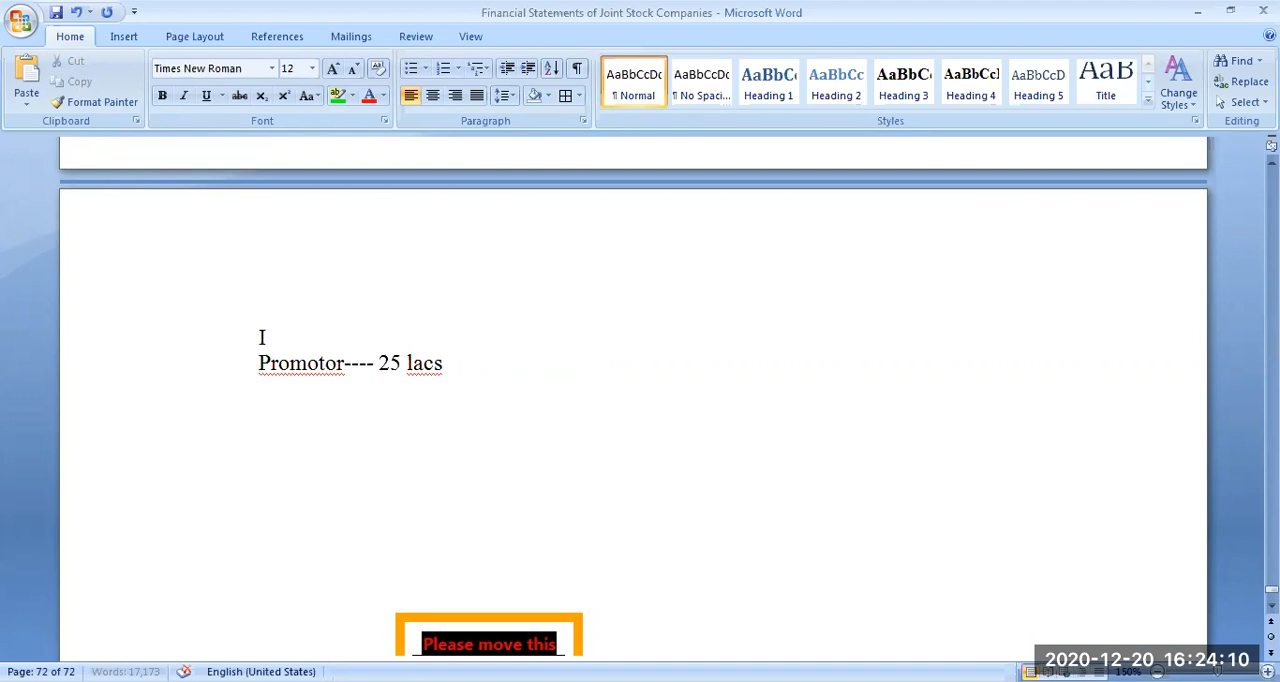 Financial Statements of Joint Stock Companies - Microsoft Word
Home Insert Page Layout References Mailings Review View
Paste Cut Copy Format Painter Clipboard
Times New Roman 12 Font
Paragraph
AaBbCcDc AaBbCcDc AaBbC AaBbCc AaBbC AaBbCcl AaBbCcD AaB
¶ Normal ¶ No Spaci... Heading 1 Heading 2 Heading 3 Heading 4 Heading 5 Title
Change Styles Styles
Find Replace Select Editing
I
Promotor---- 25 lacs
Please move this
2020-12-20 16:24:10
Page: 72 of 72 Words: 17,173 English (United States) 150%